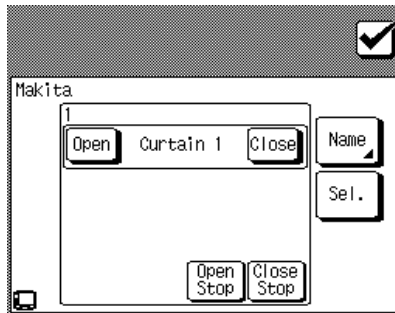 Makita
1
Open Curtain 1 Close
Name
Sel.
Open Close
Stop Stop